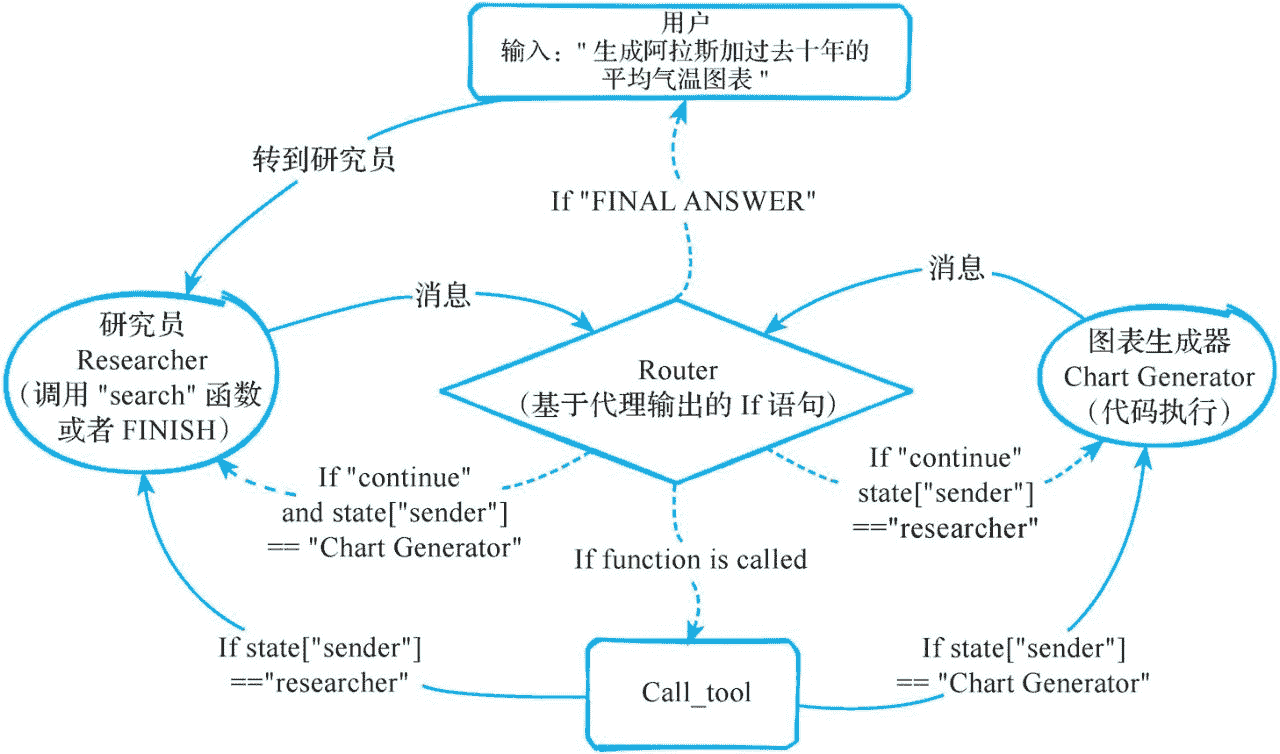 用户
输入："生成阿拉斯加过去十年的
平均气温图表"
转到研究员
If "FINAL ANSWER"
消息
消息
研究员
Researcher
（调用 "search" 函数
或者 FINISH）
Router
（基于代理输出的 If 语句）
图表生成器
Chart Generator
（代码执行）
If "continue"
and state["sender"]
== "Chart Generator"
If "continue"
state["sender"]
=="researcher"
If function is called
If state["sender"]
=="researcher"
Call_tool
If state["sender"]
== "Chart Generator"